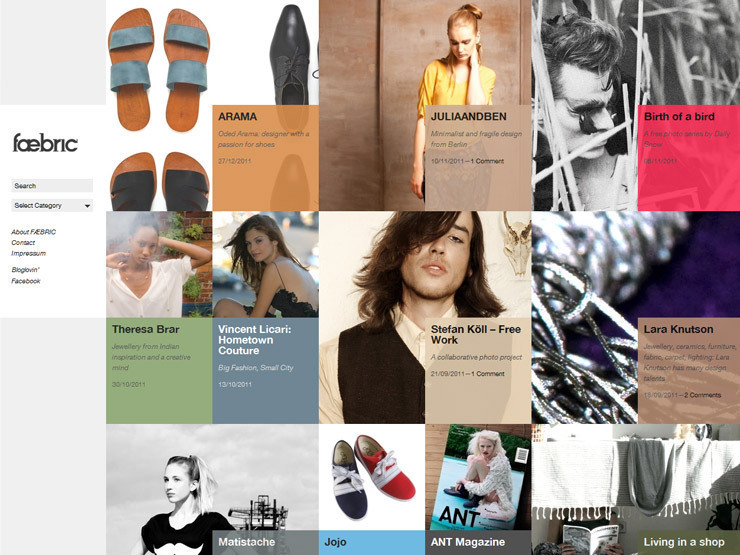 fæbric
Search
Select Category
About FÆBRIC
Contact
Impressum
Bloglovin'
Facebook
ARAMA
Oded Arama: designer with a
passion for shoes
27/12/2011
JULIAANDBEN
Minimalist and fragile design
from Berlin
10/11/2011 – 1 Comment
Birth of a bird
A free photo series by Daily
08/11/2011
Theresa Brar
Jewellery from Indian
inspiration and a creative
mind
30/10/2011
Vincent Licari:
Hometown
Couture
Big Fashion, Small City
13/10/2011
Stefan Köll – Free
Work
A collaborative photo project
21/09/2011 – 1 Comment
Lara Knutson
Jewellery, ceramics, furniture,
fabric, carpet, lighting: Lara
Knutson has many design
talents
15/09/2011 – 2 Comments
Matistache
Jojo
ANT
ANT Magazine
Living in a shop